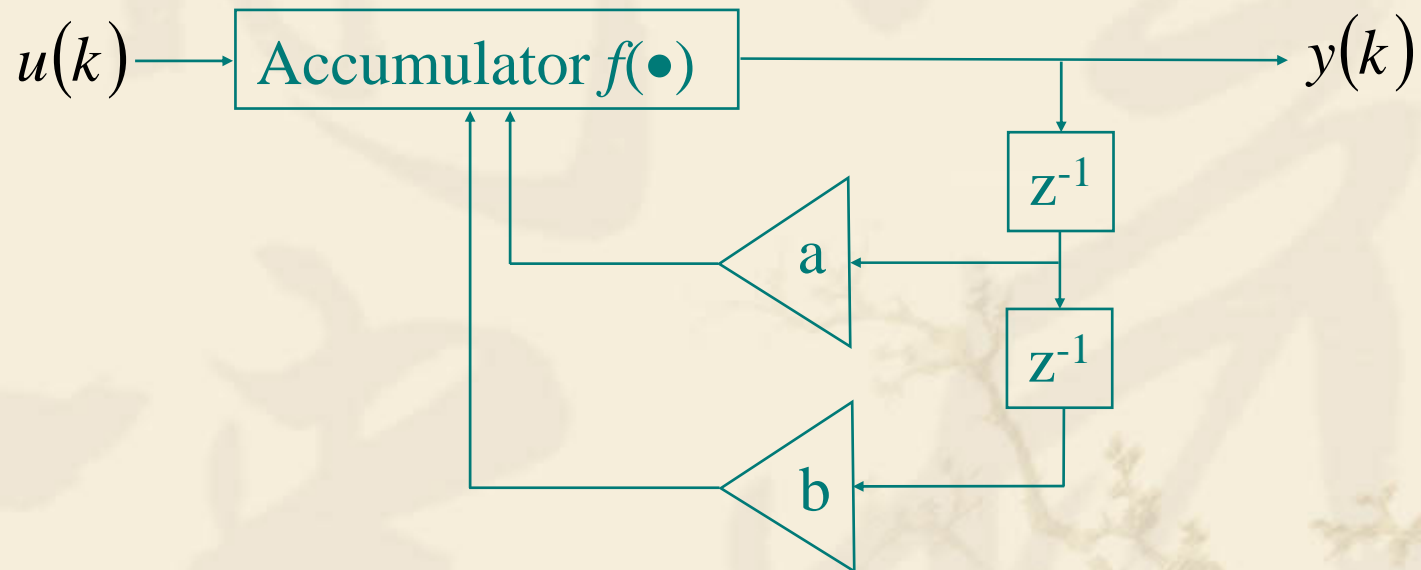 u(k)
Accumulator f(•)
y(k)
z⁻¹
a
z⁻¹
b